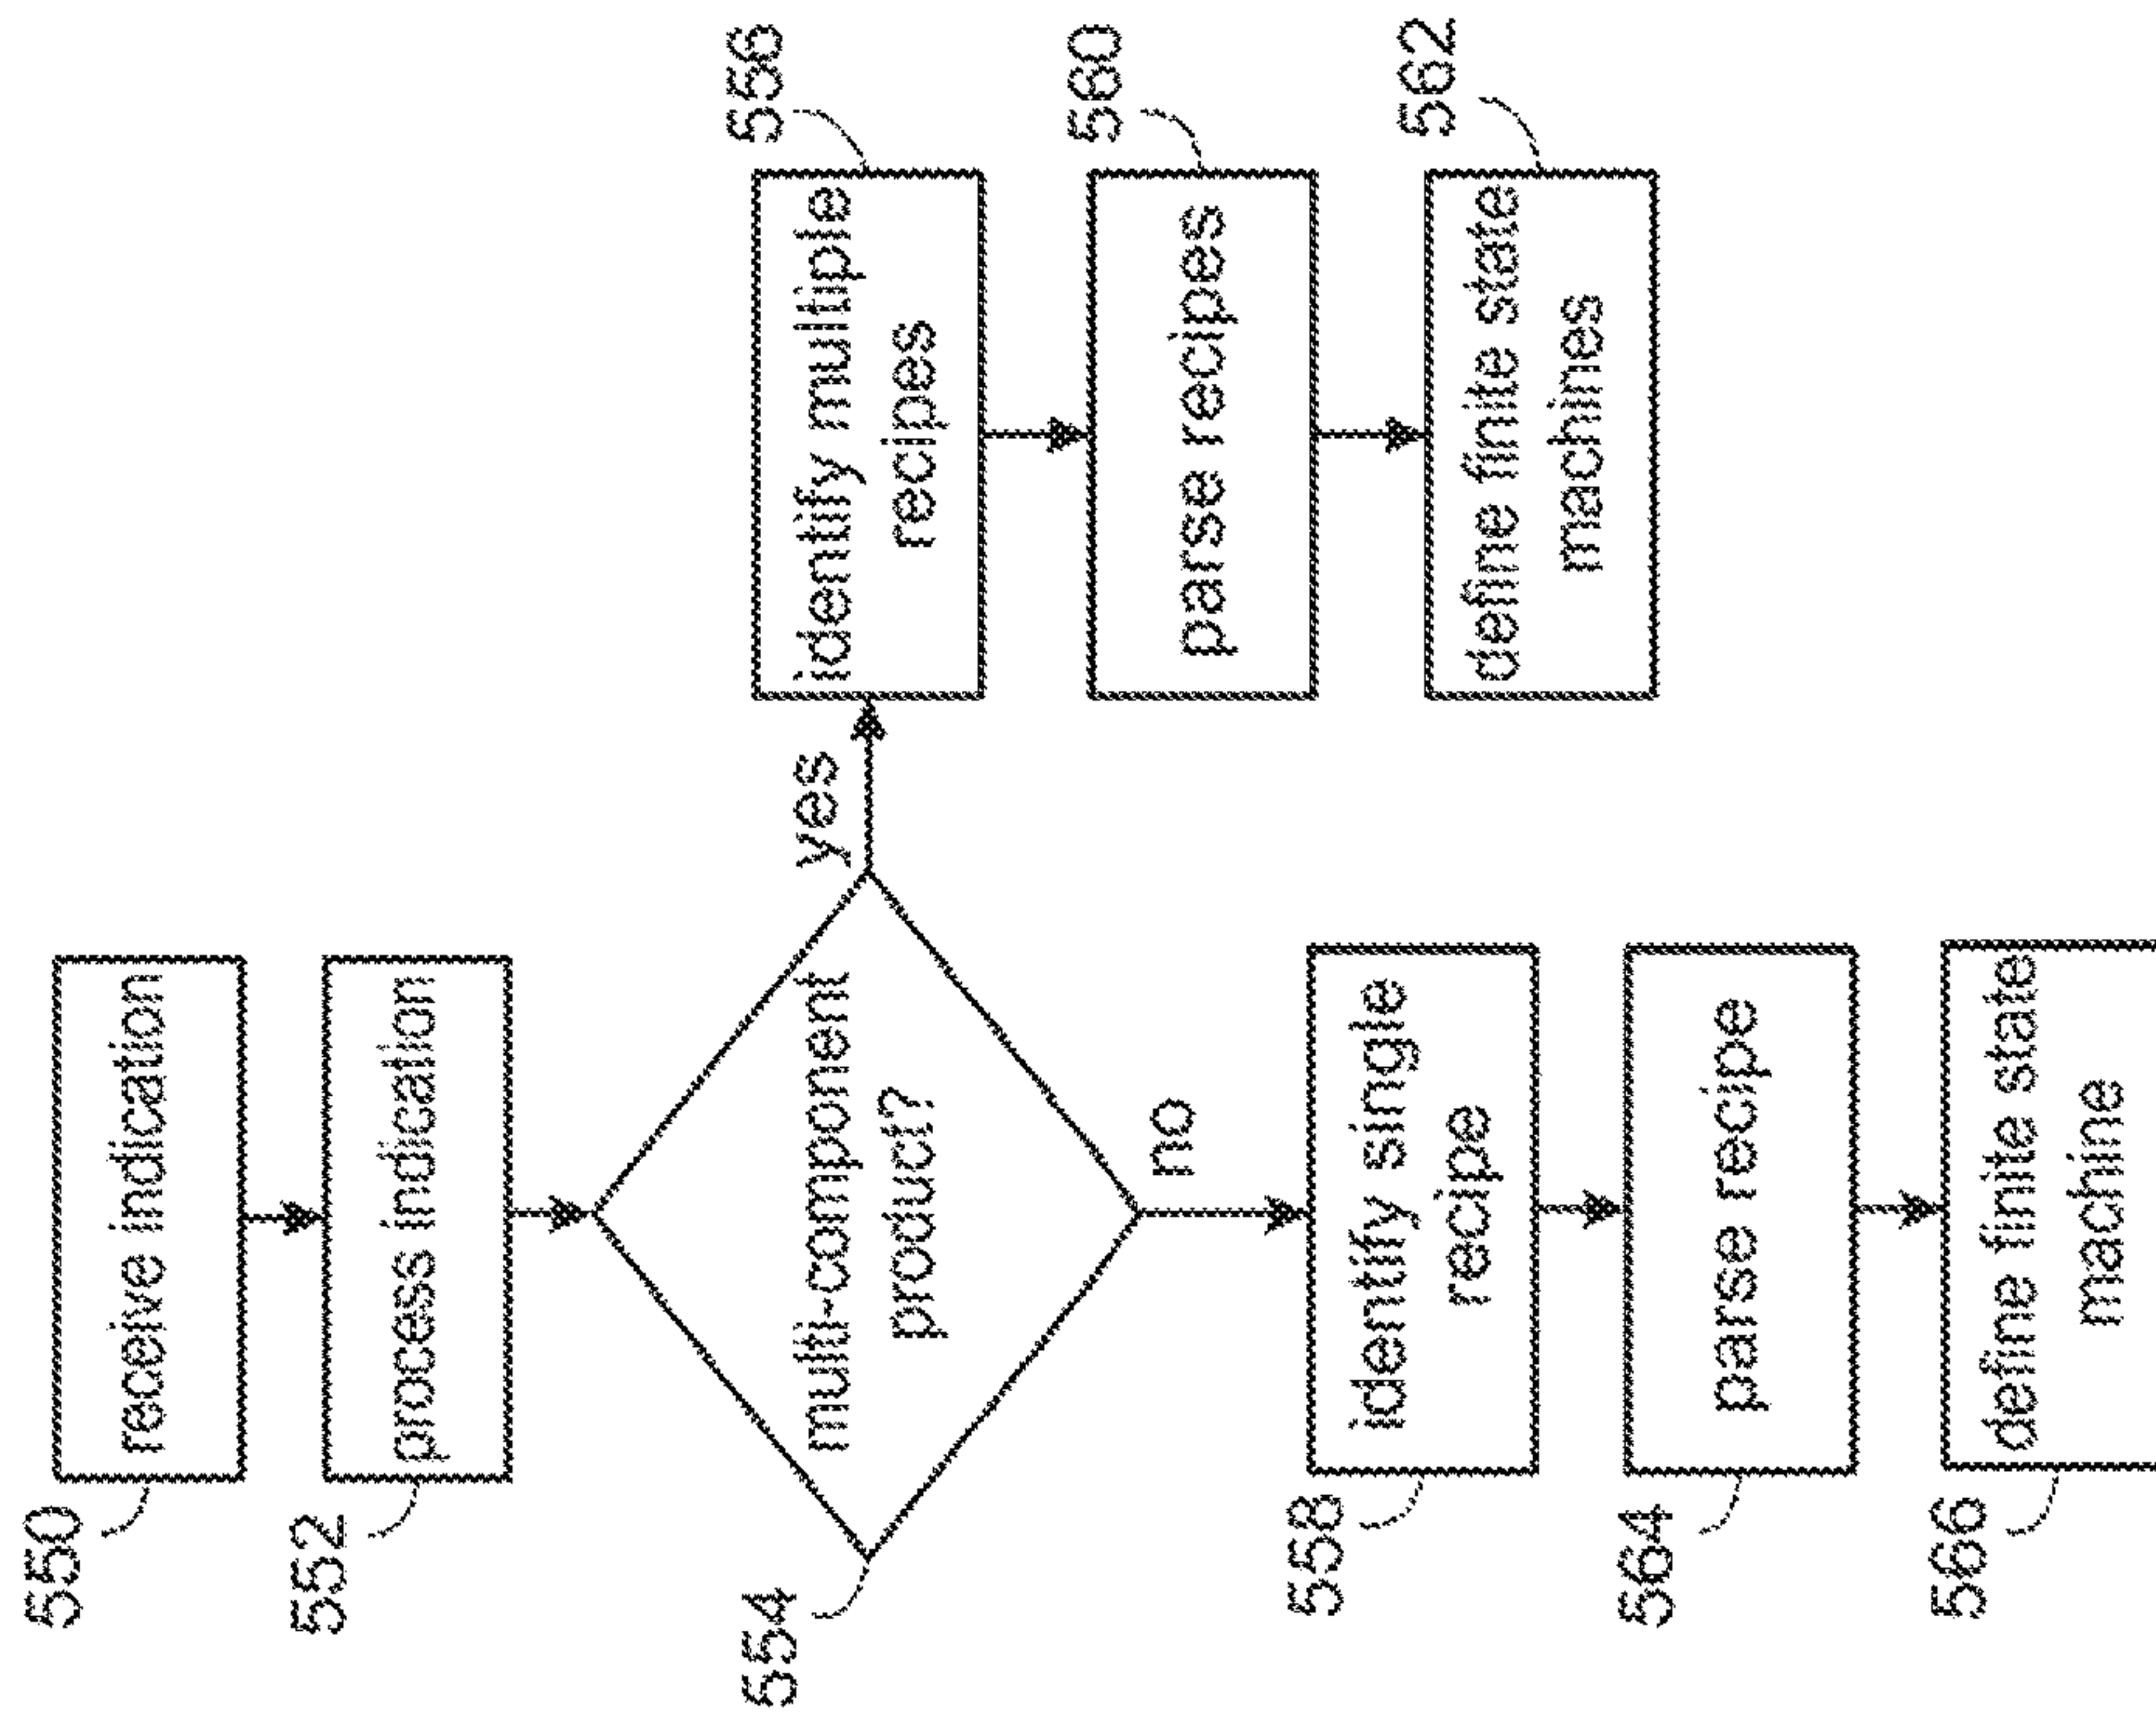 550
receive indication
552
process indication
554
multi-component
product?
yes
556
identify multiple
recipes
560
parse recipes
562
define finite state
machines
no
558
identify single
recipe
564
parse recipe
566
define finite state
machine